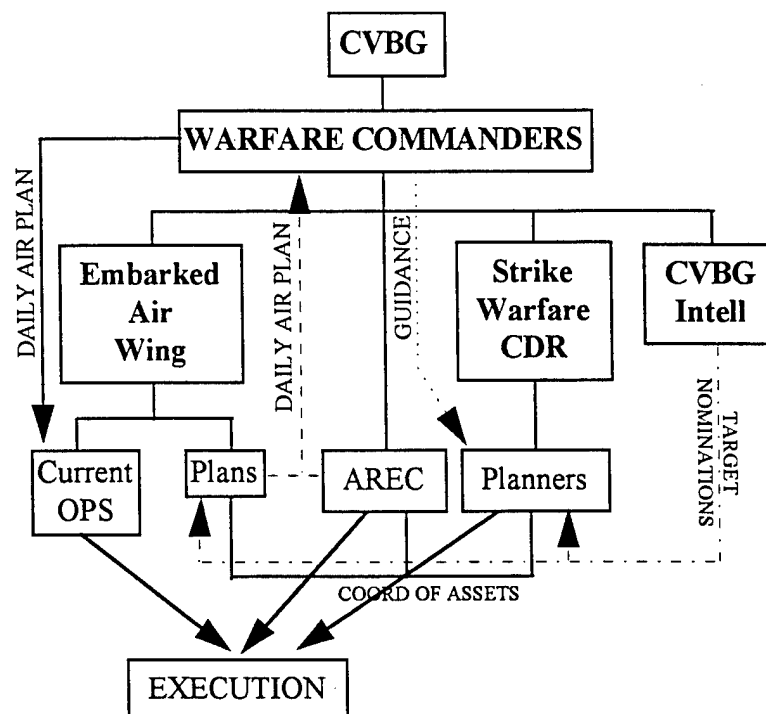 CVBG
WARFARE COMMANDERS
DAILY AIR PLAN
DAILY AIR PLAN
GUIDANCE
Embarked
Air
Wing
Strike
Warfare
CDR
CVBG
Intell
TARGET
NOMINATIONS
Current
OPS
Plans
AREC
Planners
COORD OF ASSETS
EXECUTION